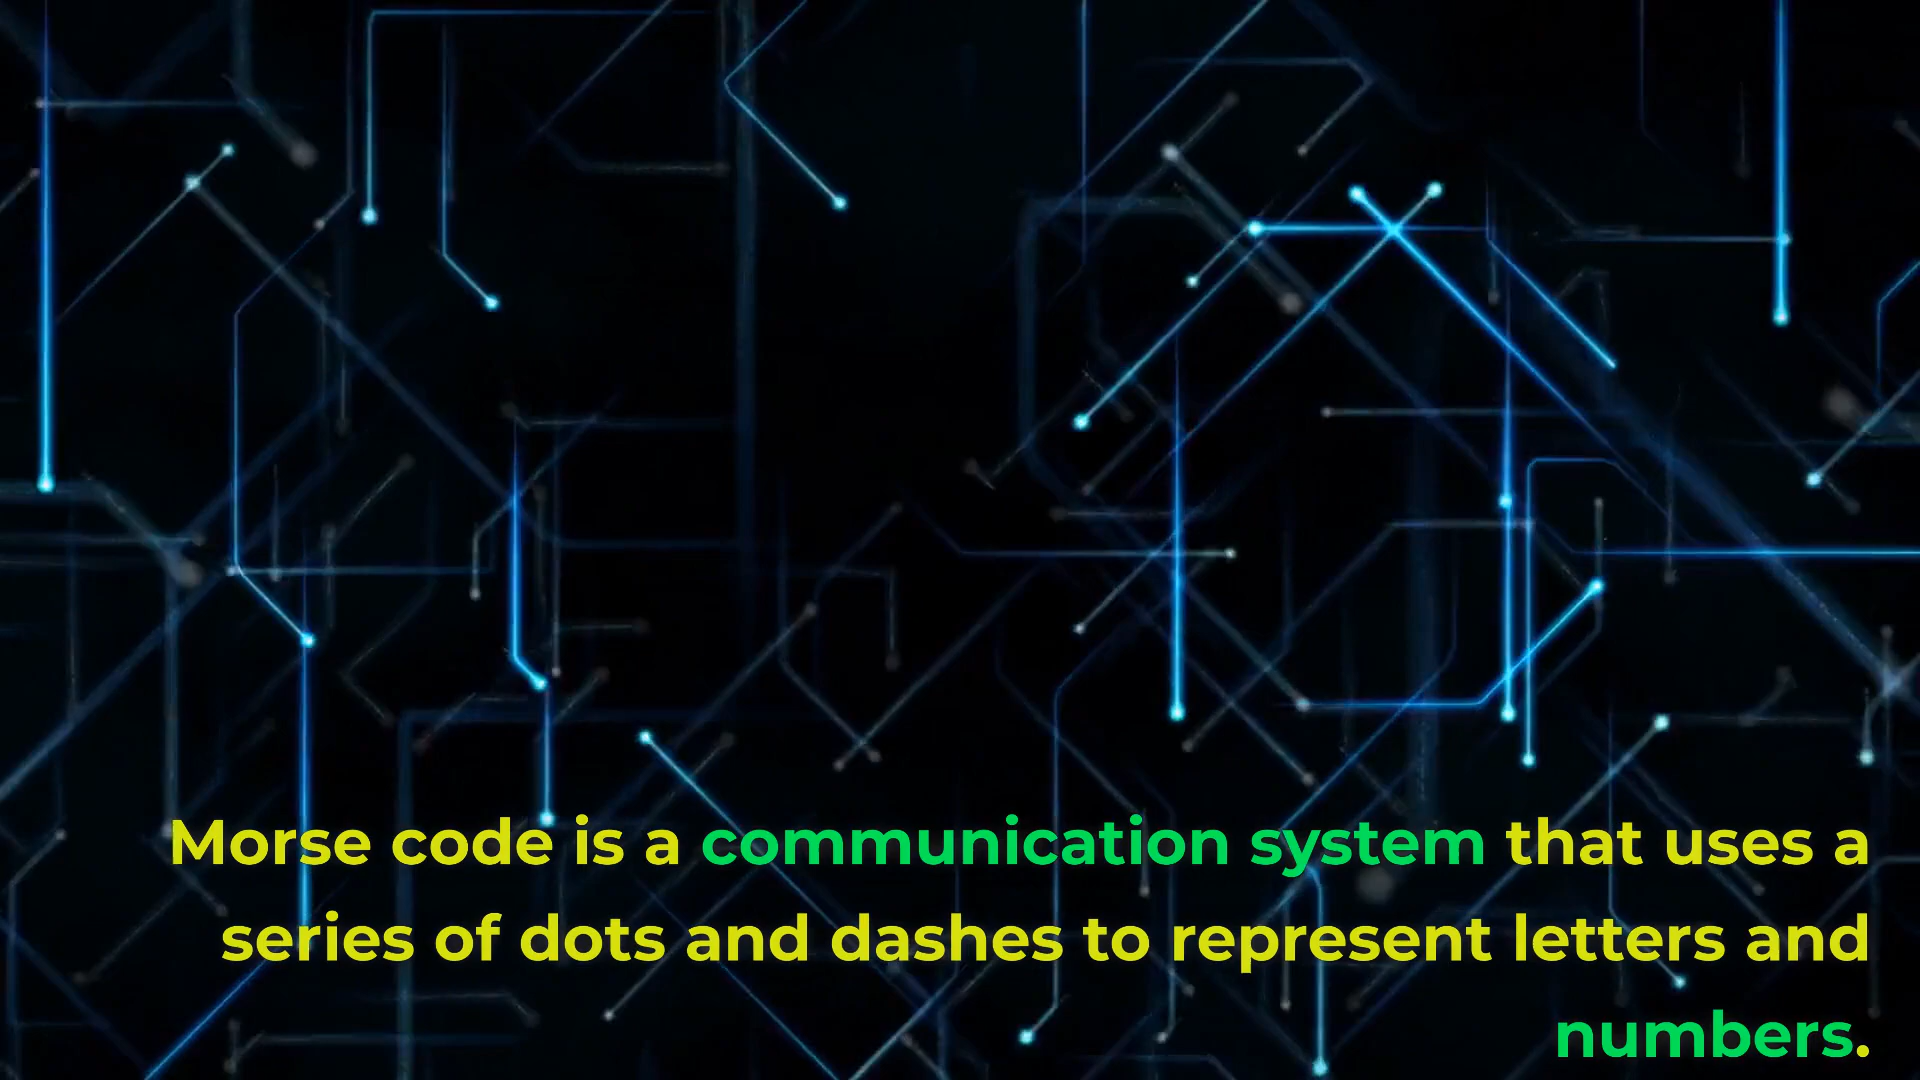 Morse code is a communication system that uses a
series of dots and dashes to represent letters and
numbers.